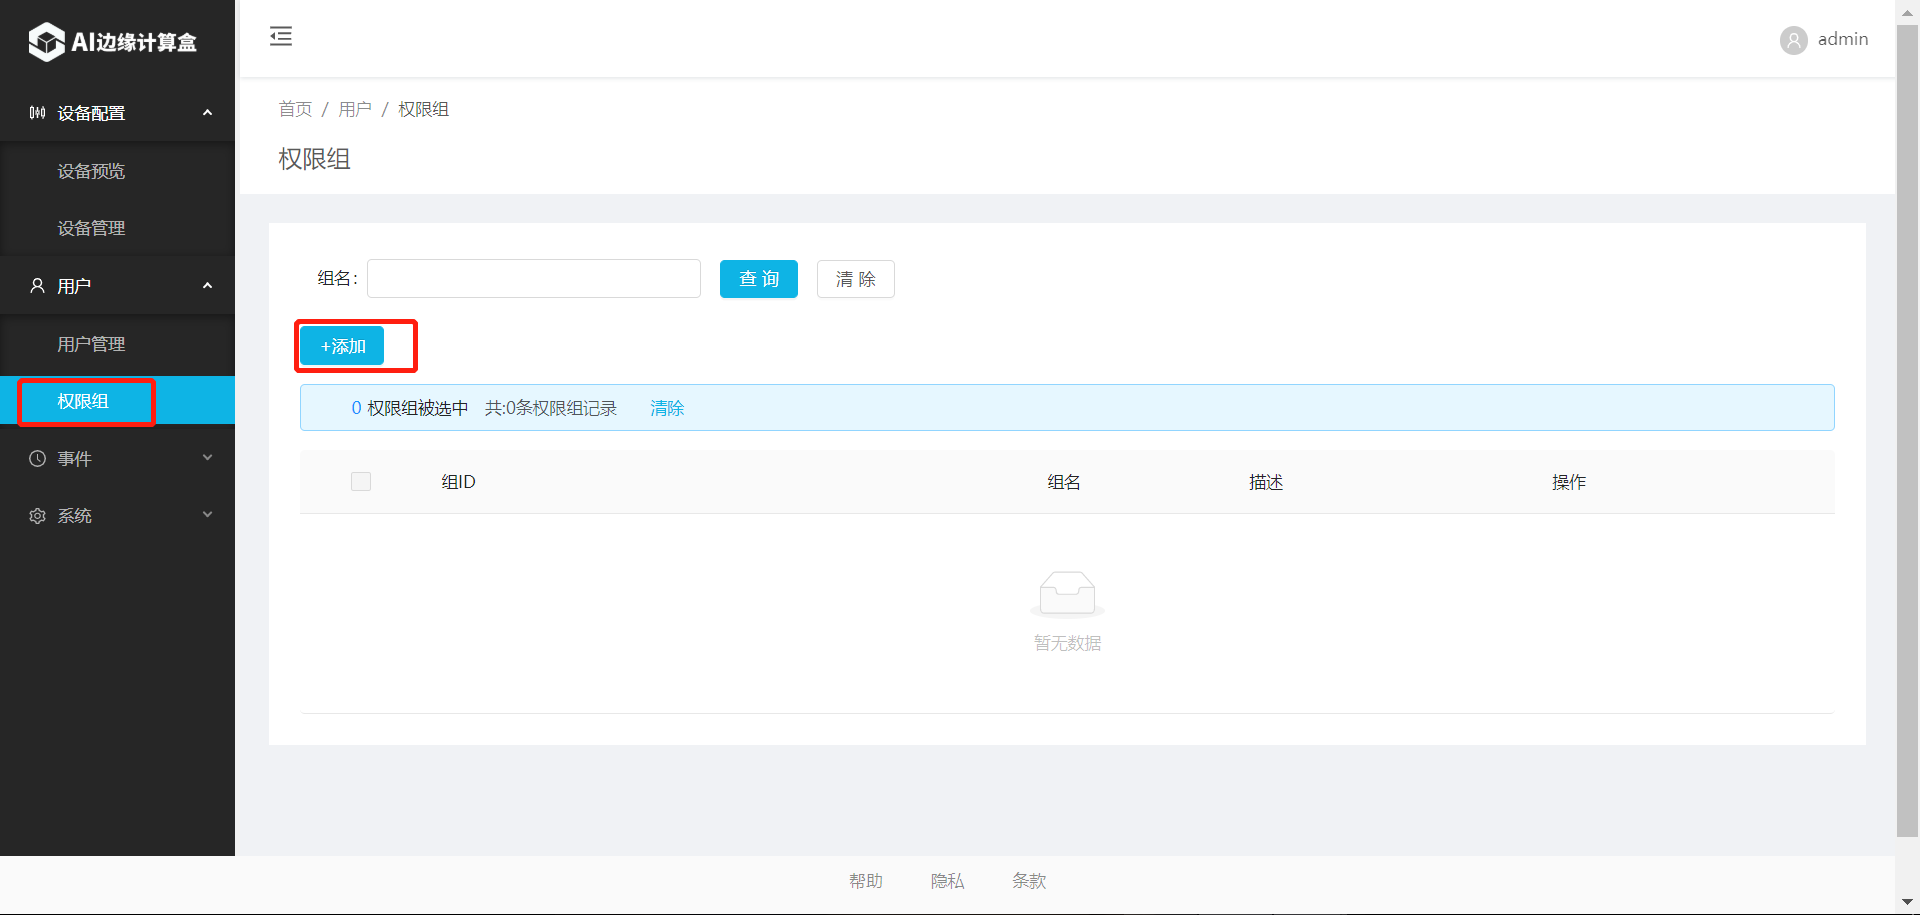 AI边缘计算盒
设备配置
设备预览
设备管理
用户
用户管理
权限组
事件
系统
admin
首页 / 用户 / 权限组
权限组
组名: 查 询 清 除
+添加
0 权限组被选中 共:0条权限组记录 清除
组ID 组名 描述 操作
暂无数据
帮助 隐私 条款